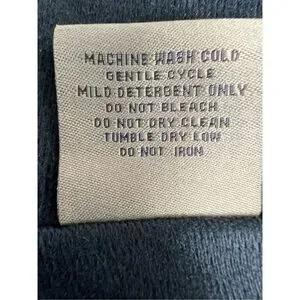 MACHINE WASH COLD
GENTLE CYCLE
MILD DETERGENT ONLY
DO NOT BLEACH
DO NOT DRY CLEAN
TUMBLE DRY LOW
DO NOT IRON